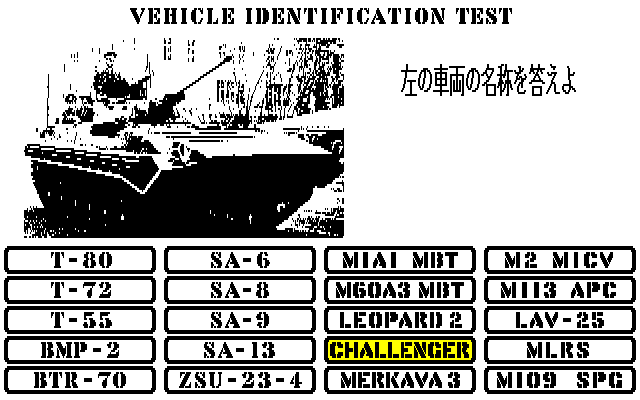 VEHICLE IDENTIFICATION TEST
左の車両の名称を答えよ
T-80 SA-6 M1A1 MBT M2 MICV
T-72 SA-8 M60A3 MBT M113 APC
T-55 SA-9 LEOPARD 2 LAV-25
BMP-2 SA-13 CHALLENGER MLRS
BTR-70 ZSU-23-4 MERKAVA 3 M109 SPG